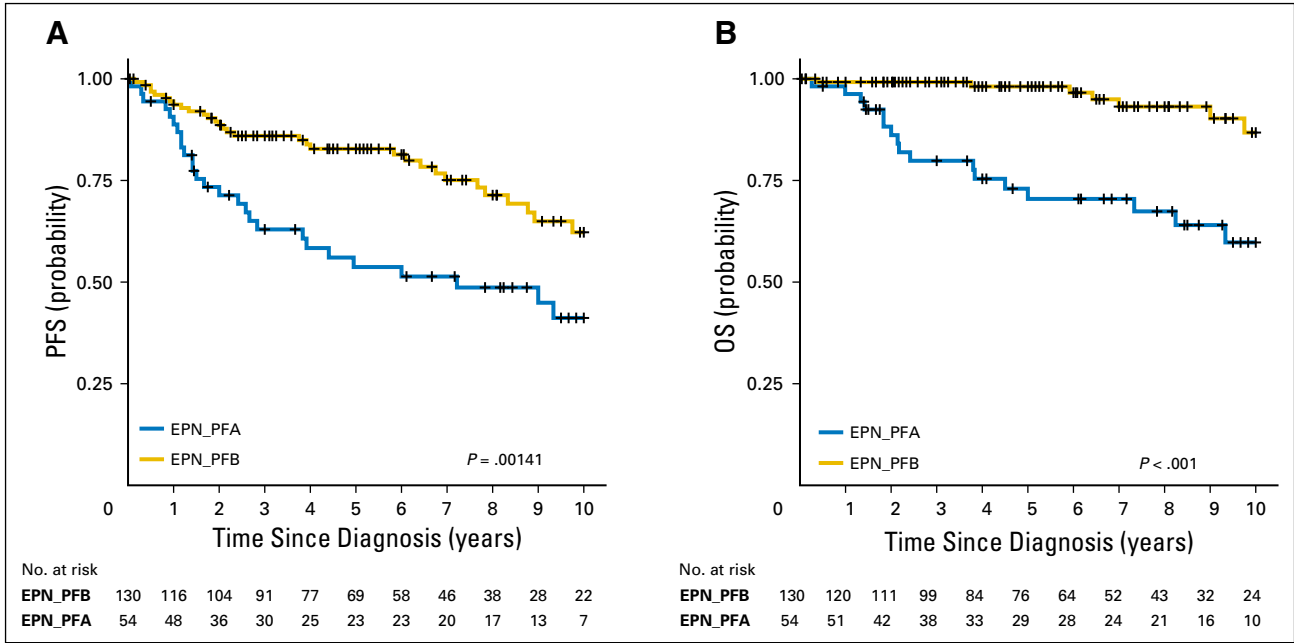 A
1.00
0.75
0.50
0.25
PFS (probability)
EPN_PFA
EPN_PFB
P = .00141
0 1 2 3 4 5 6 7 8 9 10
Time Since Diagnosis (years)
No. at risk
EPN_PFB 130 116 104 91 77 69 58 46 38 28 22
EPN_PFA 54 48 36 30 25 23 23 20 17 13 7
B
1.00
0.75
0.50
0.25
OS (probability)
EPN_PFA
EPN_PFB
P < .001
0 1 2 3 4 5 6 7 8 9 10
Time Since Diagnosis (years)
No. at risk
EPN_PFB 130 120 111 99 84 76 64 52 43 32 24
EPN_PFA 54 51 42 38 33 29 28 24 21 16 10